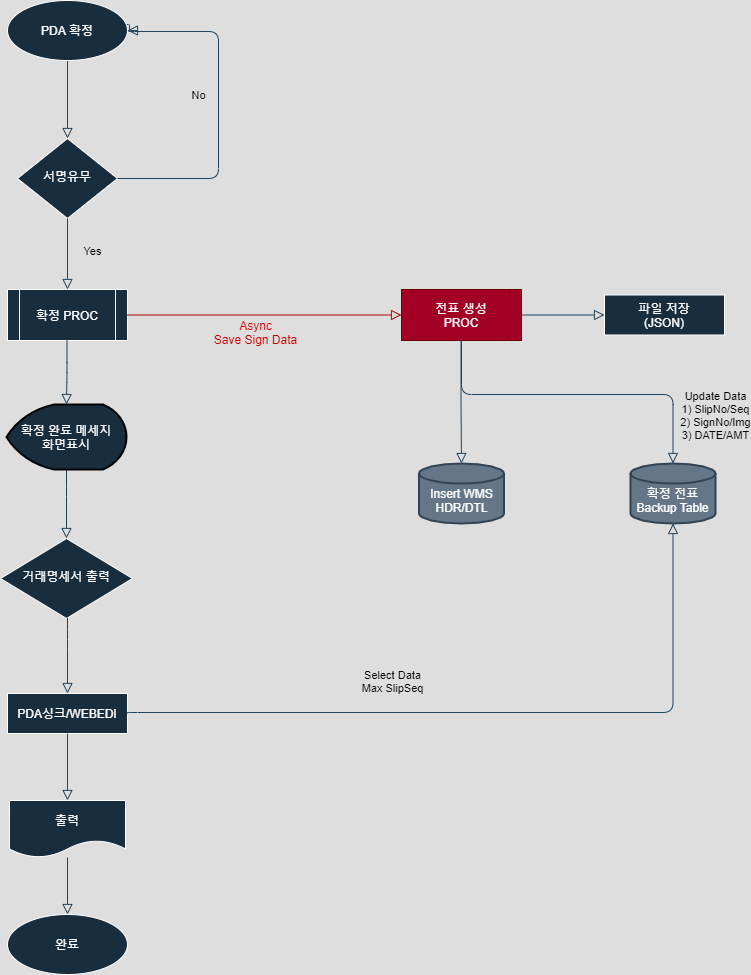 PDA 확정
No
서명유무
Yes
확정 PROC
Async
Save Sign Data
전표 생성
PROC
파일 저장
(JSON)
확정 완료 메세지
화면표시
Update Data
1) SlipNo/Seq
2) SignNo/Img
3) DATE/AMT
Insert WMS
HDR/DTL
확정 전표
Backup Table
거래명세서 출력
Select Data
Max SlipSeq
PDA싱크/WEBEDI
출력
완료